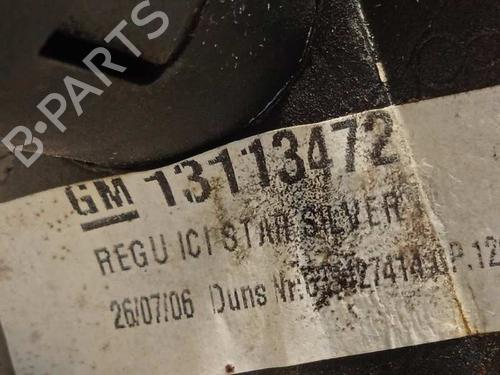 B-PARTS
GM 13113472
REGU ICI STAR SILVER
26/07/06 Duns Nr.